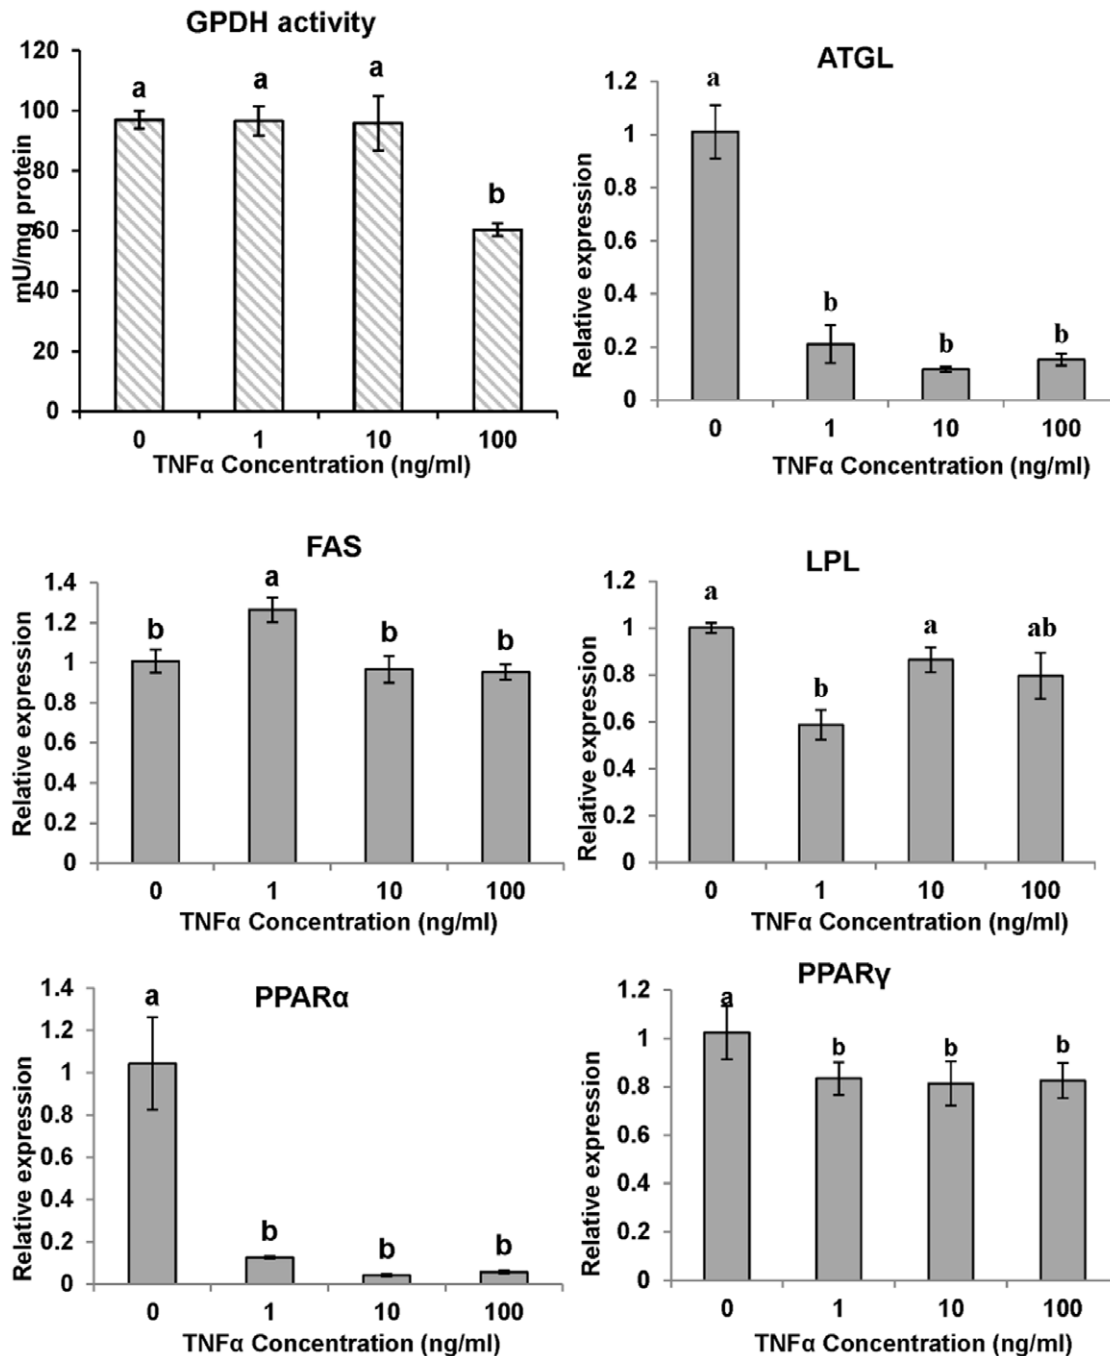 GPDH activity
mU/mg protein
120
100
80
60
40
20
0
a
a
a
b
0 1 10 100
TNFα Concentration (ng/ml)
ATGL
Relative expression
1.2
1
0.8
0.6
0.4
0.2
0
a
b
b
b
0 1 10 100
TNFα Concentration (ng/ml)
FAS
Relative expression
1.4
1.2
1
0.8
0.6
0.4
0.2
0
b
a
b
b
0 1 10 100
TNFα Concentration (ng/ml)
LPL
Relative expression
1.2
1
0.8
0.6
0.4
0.2
0
a
b
a
ab
0 1 10 100
TNFα Concentration (ng/ml)
PPARα
Relative expression
1.4
1.2
1
0.8
0.6
0.4
0.2
0
a
b
b
b
0 1 10 100
TNFα Concentration (ng/ml)
PPARγ
Relative expression
1.2
1
0.8
0.6
0.4
0.2
0
a
b
b
b
0 1 10 100
TNFα Concentration (ng/ml)